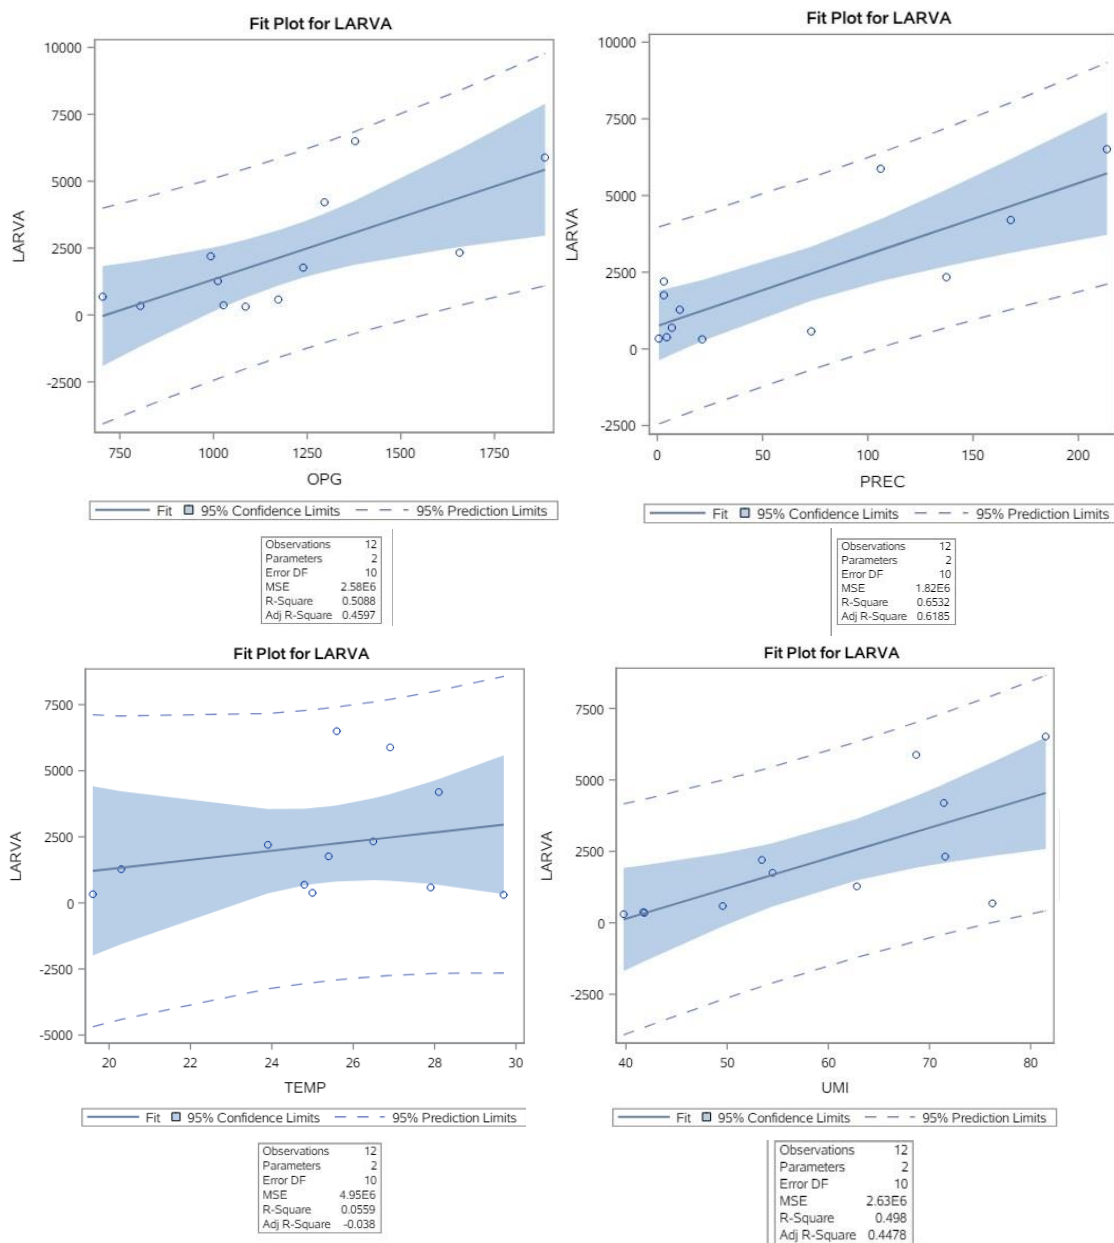 Fit Plot for LARVA
10000
7500
5000
2500
0
-2500
LARVA
750 1000 1250 1500 1750
OPG
Fit 95% Confidence Limits 95% Prediction Limits
Observations 12
Parameters 2
Error DF 10
MSE 2.58E6
R-Square 0.5088
Adj R-Square 0.4597
Fit Plot for LARVA
10000
7500
5000
2500
0
-2500
LARVA
0 50 100 150 200
PREC
Fit 95% Confidence Limits 95% Prediction Limits
Observations 12
Parameters 2
Error DF 10
MSE 1.82E6
R-Square 0.6532
Adj R-Square 0.6185
Fit Plot for LARVA
7500
5000
2500
0
-2500
-5000
LARVA
20 22 24 26 28 30
TEMP
Fit 95% Confidence Limits 95% Prediction Limits
Observations 12
Parameters 2
Error DF 10
MSE 4.95E6
R-Square 0.0559
Adj R-Square -0.038
Fit Plot for LARVA
7500
5000
2500
0
-2500
LARVA
40 50 60 70 80
UMI
Fit 95% Confidence Limits 95% Prediction Limits
Observations 12
Parameters 2
Error DF 10
MSE 2.63E6
R-Square 0.498
Adj R-Square 0.4478